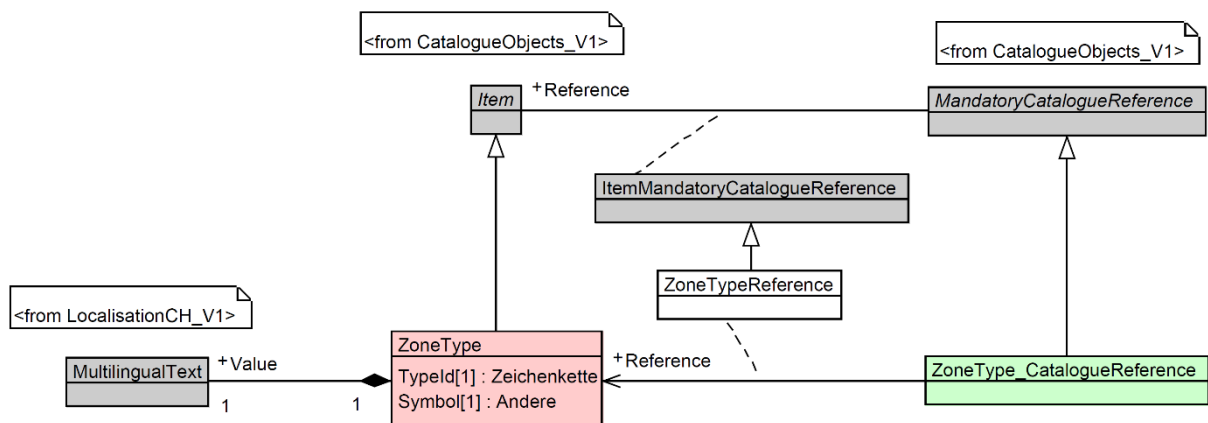 <from CatalogueObjects_V1>
<from CatalogueObjects_V1>
Item
+Reference
MandatoryCatalogueReference
ItemMandatoryCatalogueReference
ZoneTypeReference
<from LocalisationCH_V1>
MultilingualText
+Value
1
1
ZoneType
TypeId[1] : Zeichenkette
Symbol[1] : Andere
+Reference
ZoneType_CatalogueReference